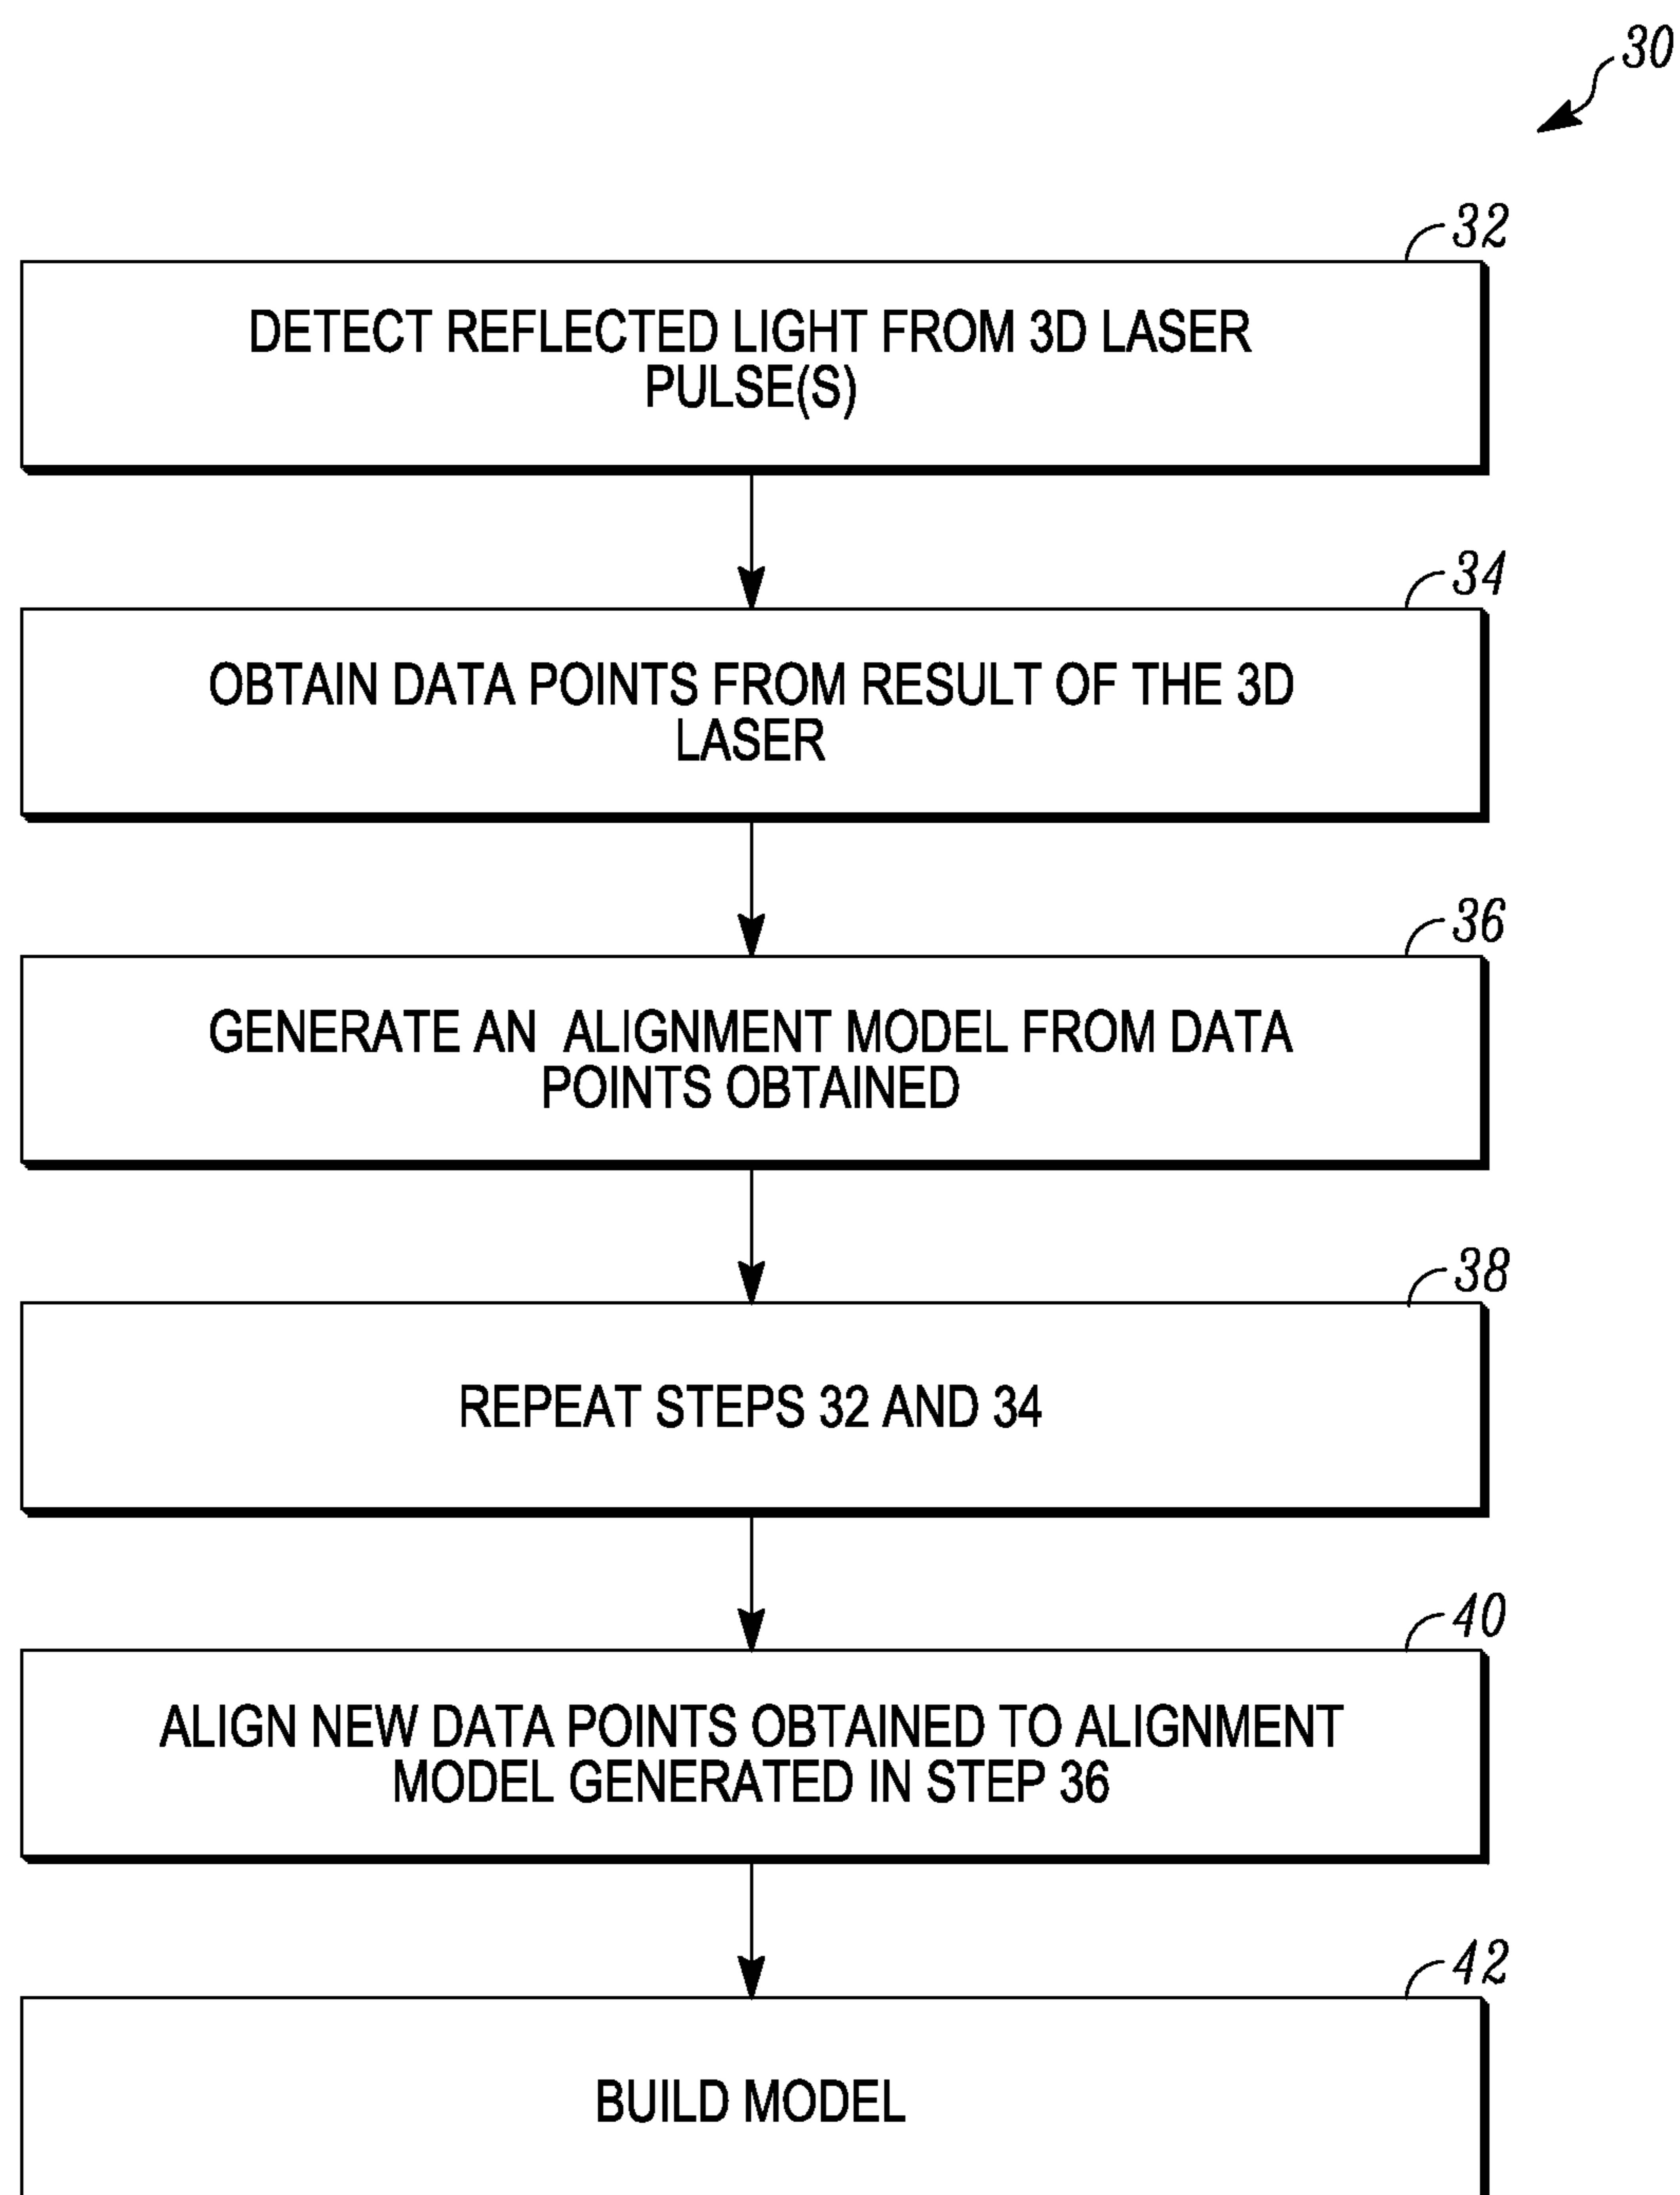 30
32
DETECT REFLECTED LIGHT FROM 3D LASER
PULSE(S)
34
OBTAIN DATA POINTS FROM RESULT OF THE 3D
LASER
36
GENERATE AN ALIGNMENT MODEL FROM DATA
POINTS OBTAINED
38
REPEAT STEPS 32 AND 34
40
ALIGN NEW DATA POINTS OBTAINED TO ALIGNMENT
MODEL GENERATED IN STEP 36
42
BUILD MODEL